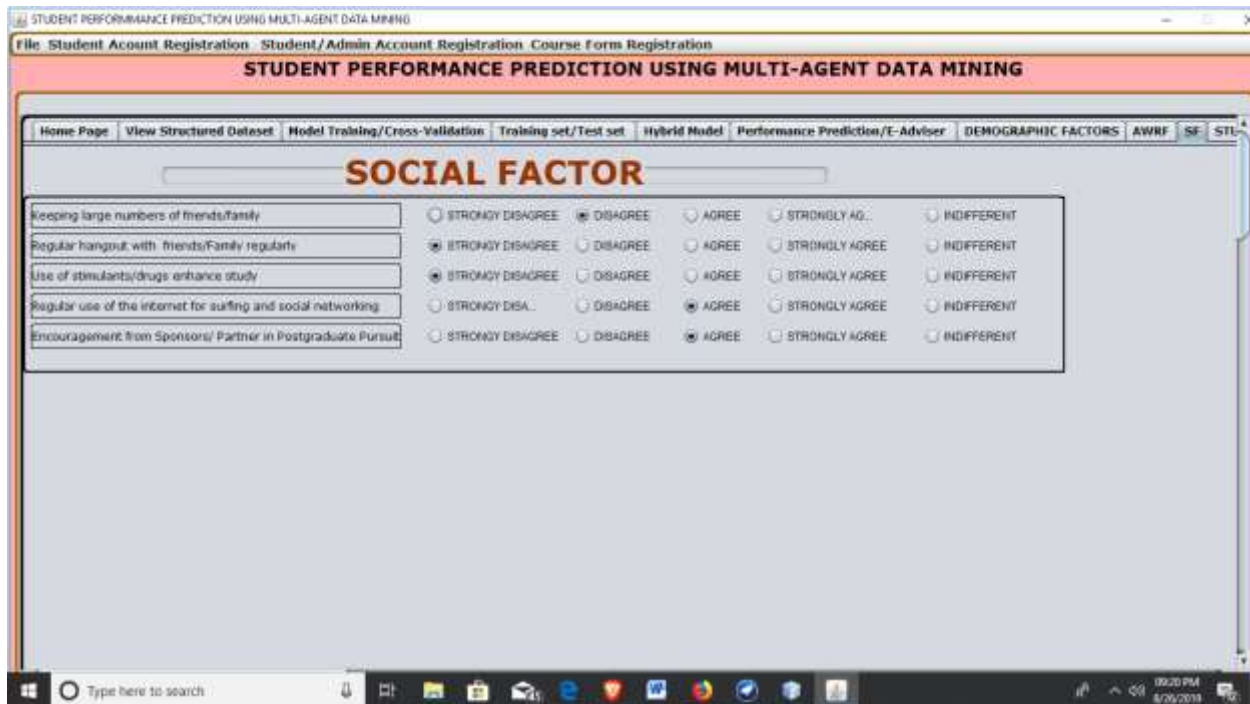 STUDENT PERFORMMANCE PREDICTION USING MULTI-AGENT DATA MINING
File Student Acount Registration Student/Admin Account Registration Course Form Registration
STUDENT PERFORMANCE PREDICTION USING MULTI-AGENT DATA MINING
Home Page View Structured Dataset Model Training/Cross-Validation Training set/Test set Hybrid Model Performance Prediction/E-Adviser DEMOGRAPHIC FACTORS AWRF SF STU
SOCIAL FACTOR
Keeping large numbers of friends/family STRONGY DISAGREE DISAGREE AGREE STRONGLY AG... INDIFFERENT
Regular hangout with friends/Family regularly STRONGY DISAGREE DISAGREE AGREE STRONGLY AGREE INDIFFERENT
Use of stimulants/drugs enhance study STRONGY DISAGREE DISAGREE AGREE STRONGLY AGREE INDIFFERENT
Regular use of the internet for surfing and social networking STRONGY DISA... DISAGREE AGREE STRONGLY AGREE INDIFFERENT
Encouragement from Sponsors/ Partner in Postgraduate Pursuit STRONGY DISAGREE DISAGREE AGREE STRONGLY AGREE INDIFFERENT
Type here to search
09:20 PM
8/26/2019